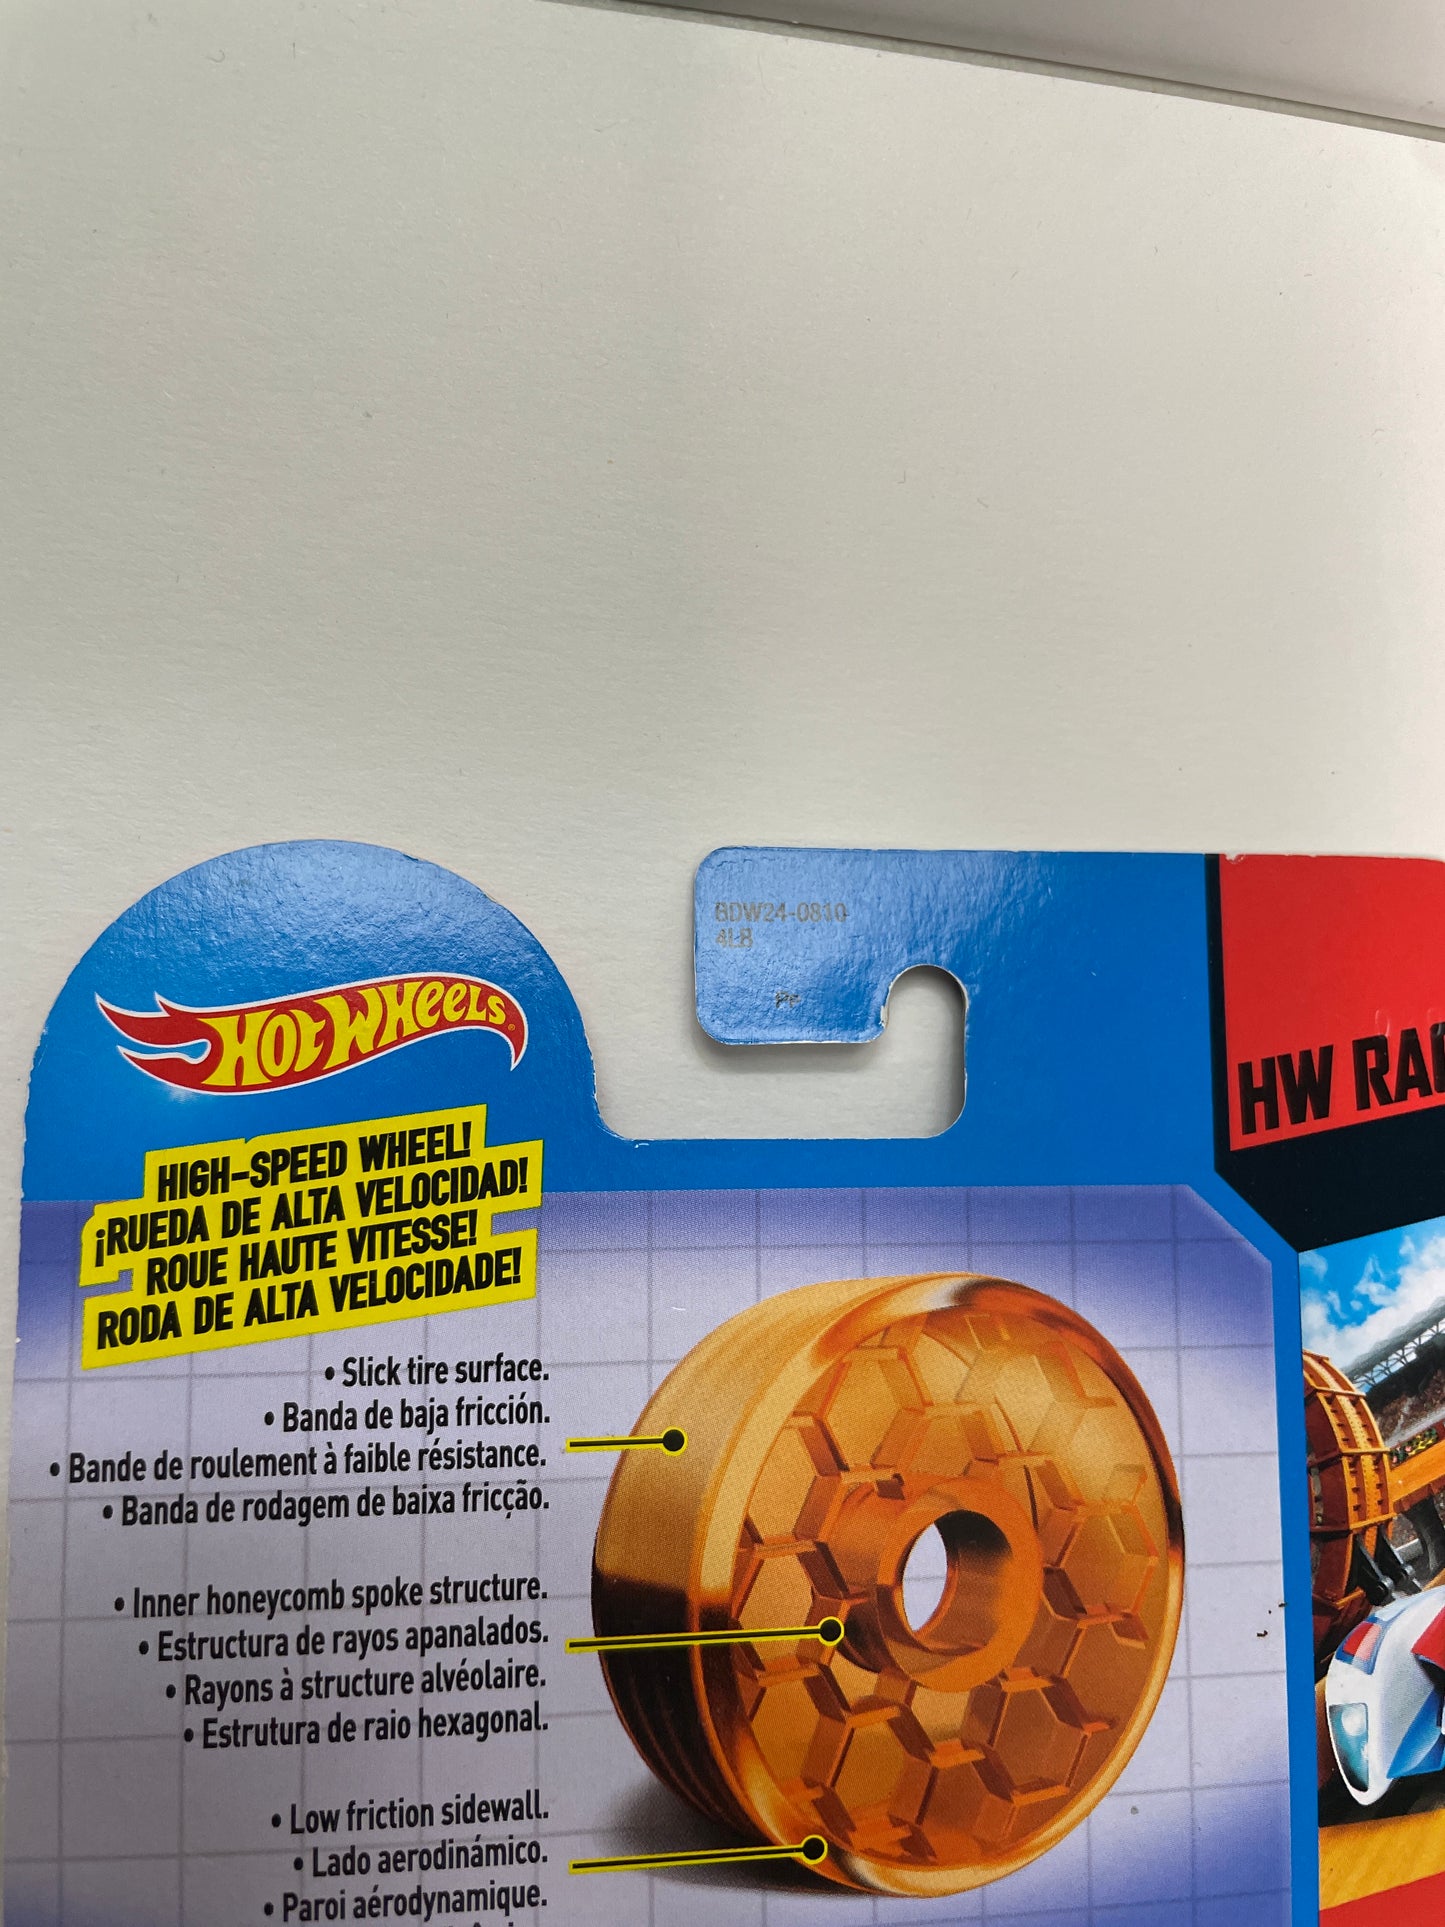 BDW24-0810
4LB
HOT WHEELS
HW RA
HIGH-SPEED WHEEL!
¡RUEDA DE ALTA VELOCIDAD!
ROUE HAUTE VITESSE!
RODA DE ALTA VELOCIDADE!
• Slick tire surface.
• Banda de baja fricción.
• Bande de roulement à faible résistance.
• Banda de rodagem de baixa fricção.
• Inner honeycomb spoke structure.
• Estructura de rayos apanalados.
• Rayons à structure alvéolaire.
• Estrutura de raio hexagonal.
• Low friction sidewall.
• Lado aerodinámico.
• Paroi aérodynamique.